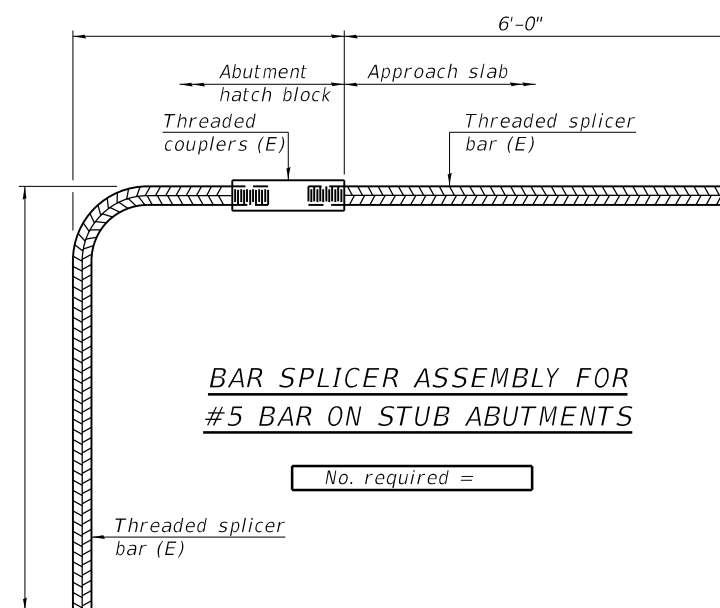 6'-0"
Abutment
hatch block
Approach slab
Threaded
couplers (E)
Threaded splicer
bar (E)
BAR SPLICER ASSEMBLY FOR
#5 BAR ON STUB ABUTMENTS
No. required =
Threaded splicer
bar (E)